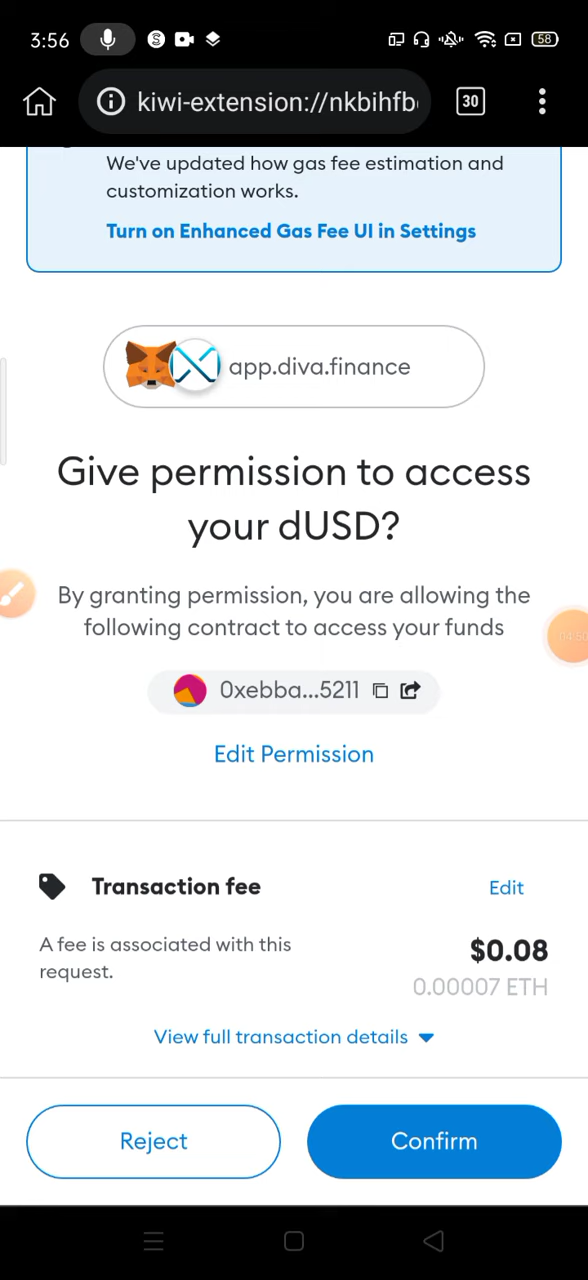 3:56
58
kiwi-extension://nkbihfb
30
We've updated how gas fee estimation and
customization works.
Turn on Enhanced Gas Fee UI in Settings
app.diva.finance
Give permission to access
your dUSD?
By granting permission, you are allowing the
following contract to access your funds
04:50
0xebba...5211
Edit Permission
Transaction fee
Edit
A fee is associated with this
request.
$0.08
0.00007 ETH
View full transaction details
Reject
Confirm